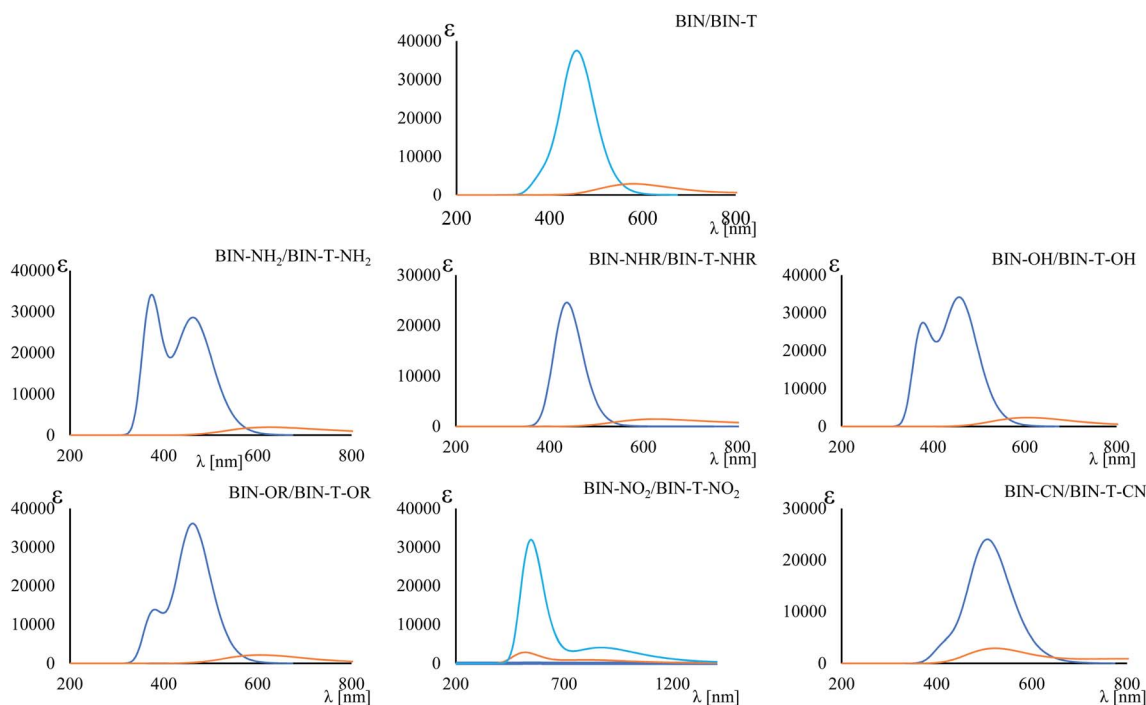 BIN/BIN-T
ε
40000
30000
20000
10000
0
200 400 600 800
λ [nm]
BIN-NH₂/BIN-T-NH₂
ε
40000
30000
20000
10000
0
200 400 600 800
λ [nm]
BIN-NHR/BIN-T-NHR
ε
30000
20000
10000
0
200 400 600 800
λ [nm]
BIN-OH/BIN-T-OH
ε
40000
30000
20000
10000
0
200 400 600 800
λ [nm]
BIN-OR/BIN-T-OR
ε
40000
30000
20000
10000
0
200 400 600 800
λ [nm]
BIN-NO₂/BIN-T-NO₂
ε
40000
30000
20000
10000
0
200 700 1200
λ [nm]
BIN-CN/BIN-T-CN
ε
30000
20000
10000
0
200 400 600 800
λ [nm]